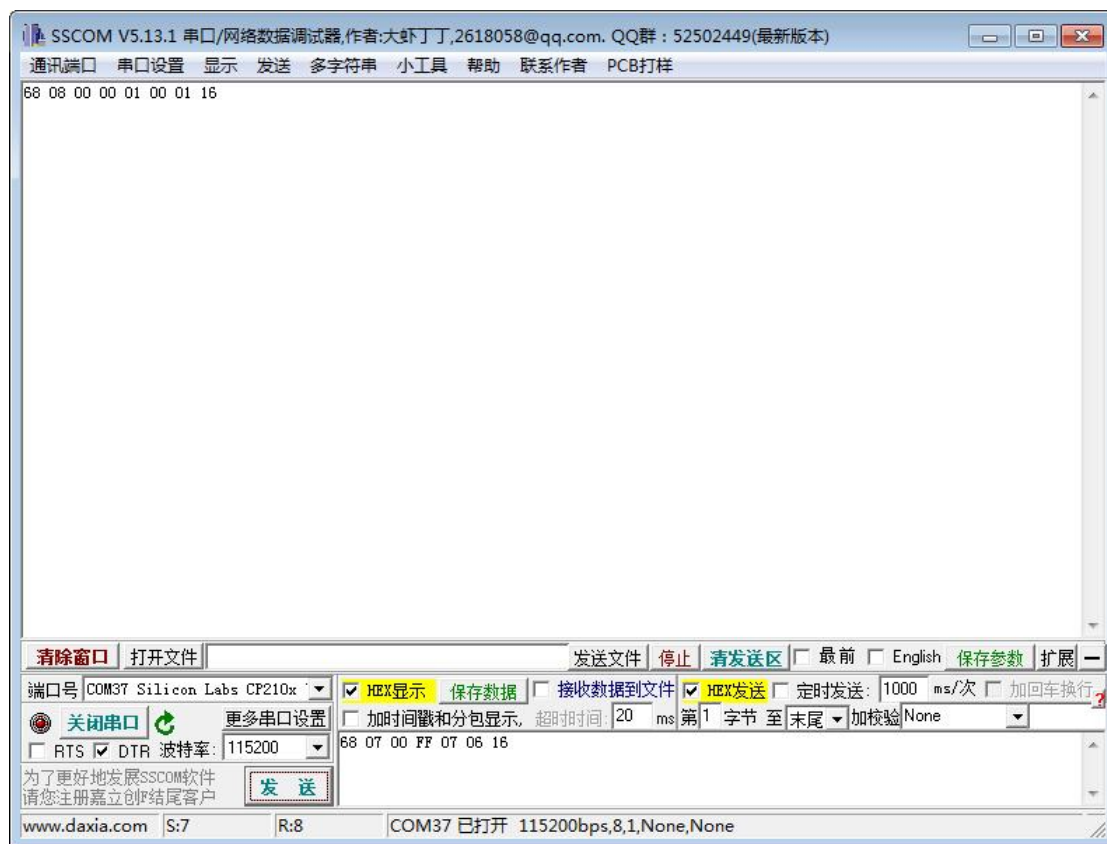 SSCOM V5.13.1 串口/网络数据调试器,作者:大虾丁丁,2618058@qq.com. QQ群：52502449(最新版本)
通讯端口 串口设置 显示 发送 多字符串 小工具 帮助 联系作者 PCB打样
68 08 00 00 01 00 01 16
清除窗口 打开文件 发送文件 停止 清发送区 最前 English 保存参数 扩展 —
端口号 COM37 Silicon Labs CP210x HEX显示 保存数据 接收数据到文件 HEX发送 定时发送: 1000 ms/次 加回车换行 ?
关闭串口 更多串口设置 加时间戳和分包显示, 超时时间: 20 ms 第1 字节 至 末尾 加校验 None
RTS DTR 波特率: 115200 68 07 00 FF 07 06 16
为了更好地发展SSCOM软件
请您注册嘉立创F结尾客户 发 送
www.daxia.com S:7 R:8 COM37 已打开 115200bps,8,1,None,None